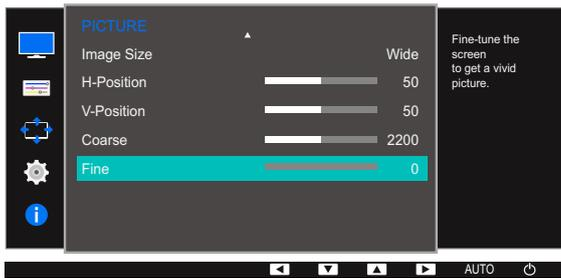 PICTURE
Image Size Wide
H-Position 50
V-Position 50
Coarse 2200
Fine 0
Fine-tune the
screen
to get a vivid
picture.
AUTO